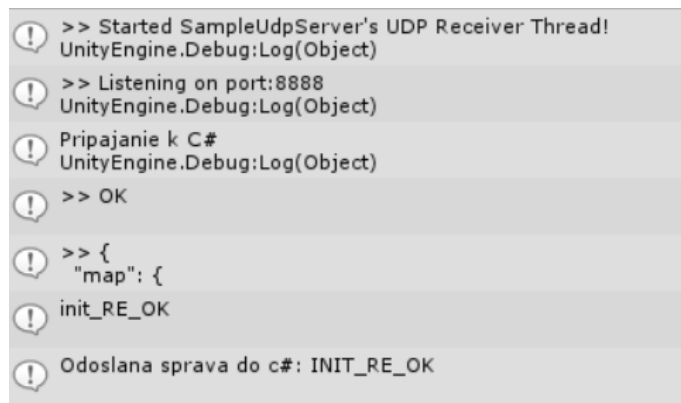 >> Started SampleUdpServer's UDP Receiver Thread!
UnityEngine.Debug:Log(Object)
>> Listening on port:8888
UnityEngine.Debug:Log(Object)
Pripajanie k C#
UnityEngine.Debug:Log(Object)
>> OK
>> {
"map": {
init_RE_OK
Odoslana sprava do c#: INIT_RE_OK